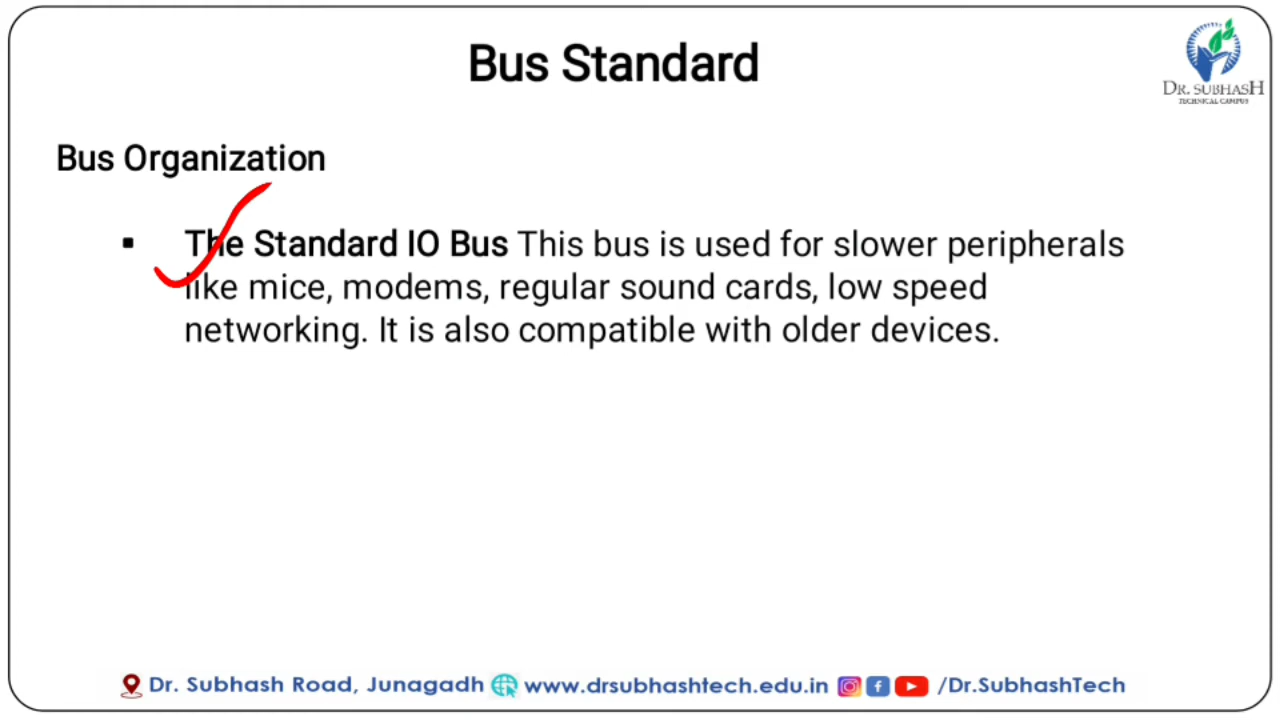 Bus Standard
DR. SUBHASH
TECHNICAL CAMPUS
Bus Organization
▪ The Standard IO Bus This bus is used for slower peripherals
like mice, modems, regular sound cards, low speed
networking. It is also compatible with older devices.
Dr. Subhash Road, Junagadh www.drsubhashtech.edu.in /Dr.SubhashTech